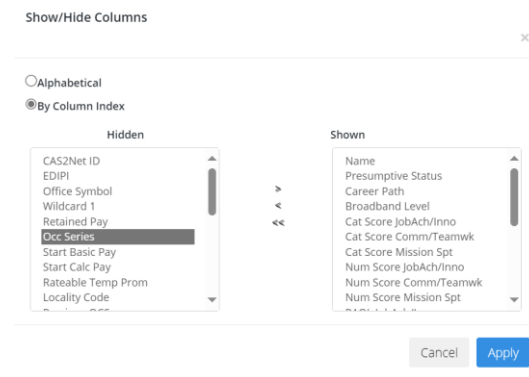 Show/Hide Columns
×
Alphabetical
By Column Index
Hidden
CAS2Net ID
EDIPI
Office Symbol
Wildcard 1
Retained Pay
Occ Series
Start Basic Pay
Start Calc Pay
Rateable Temp Prom
Locality Code
>
<
<<
Shown
Name
Presumptive Status
Career Path
Broadband Level
Cat Score JobAch/Inno
Cat Score Comm/Teamwk
Cat Score Mission Spt
Num Score JobAch/Inno
Num Score Comm/Teamwk
Num Score Mission Spt
Cancel
Apply